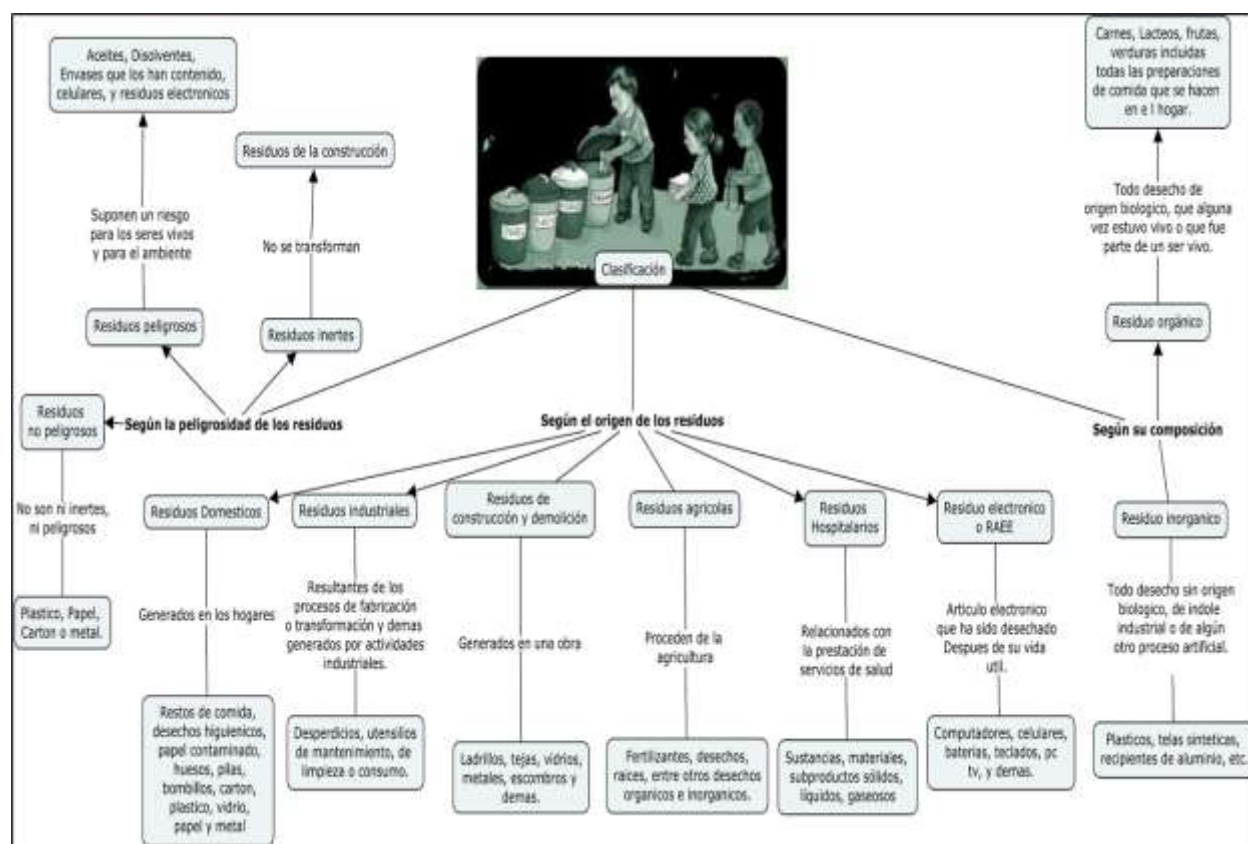 Aceites, Disolventes,
Envases que los han contenido,
celulares, y residuos electronicos
Carnes, Lacteos, frutas,
verduras incluidas
todas las preparaciones
de comida que se hacen
en e l hogar.
Residuos de la construcción
Suponen un riesgo
para los seres vivos
y para el ambiente
No se transforman
Todo desecho de
origen biologico, que alguna
vez estuvo vivo o que fue
parte de un ser vivo.
Clasificación
Residuos peligrosos
Residuos inertes
Residuo orgánico
Residuos
no peligrosos
Según la peligrosidad de los residuos
Según el origen de los residuos
Según su composición
No son ni inertes,
ni peligrosos
Plastico, Papel,
Carton o metal.
Residuos Domesticos
Residuos industriales
Residuos de
construcción y demolición
Residuos agricolas
Residuos
Hospitalarios
Residuo electronico
o RAEE
Residuo inorganico
Generados en los hogares
Resultantes de los
procesos de fabricación
o transformación y demas
generados por actividades
industriales.
Generados en una obra
Proceden de la
agricultura
Relacionados con
la prestación de
servicios de salud
Articulo electronico
que ha sido desechado
Despues de su vida
util.
Todo desecho sin origen
biologico, de indole
industrial o de algún
otro proceso artificial.
Restos de comida,
desechos higuienicos,
papel contaminado,
huesos, pilas,
bombillos, carton,
plastico, vidrio,
papel y metal
Desperdicios, utensilios
de mantenimiento, de
limpieza o consumo.
Ladrillos, tejas, vidrios,
metales, escombros y
demas.
Fertilizantes, desechos,
raices, entre otros desechos
organicos e inorganicos.
Sustancias, materiales,
subproductos sólidos,
líquidos, gaseosos
Computadores, celulares,
baterias, teclados, pc
tv, y demas.
Plasticos, telas sinteticas,
recipientes de aluminio, etc.